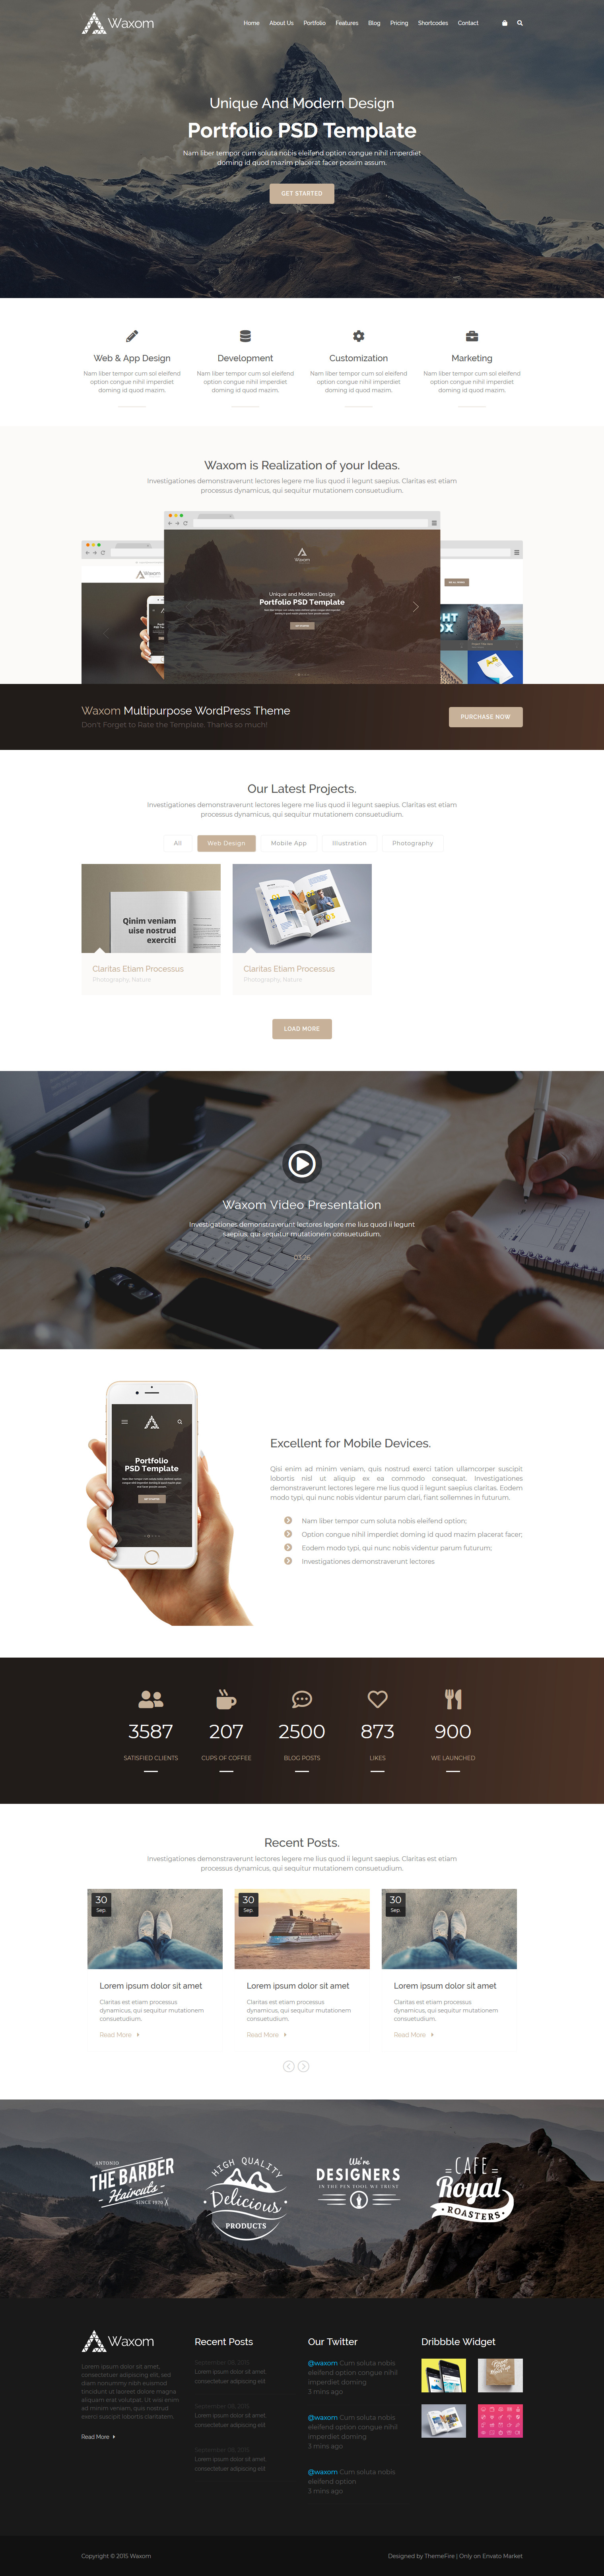 Waxom
Home About Us Portfolio Features Blog Pricing Shortcodes Contact
Unique And Modern Design
Portfolio PSD Template
Nam liber tempor cum soluta nobis eleifend option congue nihil imperdiet
doming id quod mazim placerat facer possim assum.
GET STARTED
Web & App Design
Nam liber tempor cum sol eleifend
option congue nihil imperdiet
doming id quod mazim.
Development
Nam liber tempor cum sol eleifend
option congue nihil imperdiet
doming id quod mazim.
Customization
Nam liber tempor cum sol eleifend
option congue nihil imperdiet
doming id quod mazim.
Marketing
Nam liber tempor cum sol eleifend
option congue nihil imperdiet
doming id quod mazim.
Waxom is Realization of your Ideas.
Investigationes demonstraverunt lectores legere me lius quod ii legunt saepius. Claritas est etiam
processus dynamicus, qui sequitur mutationem consuetudium.
Waxom
Waxom
Unique and Modern Design
Portfolio PSD Template
Waxom Multipurpose WordPress Theme
Don't Forget to Rate the Template. Thanks so much!
PURCHASE NOW
Our Latest Projects.
Investigationes demonstraverunt lectores legere me lius quod ii legunt saepius. Claritas est etiam
processus dynamicus, qui sequitur mutationem consuetudium.
All Web Design Mobile App Illustration Photography
Qinim veniam
uise nostrud
exerciti
Claritas Etiam Processus
Photography, Nature
Claritas Etiam Processus
Photography, Nature
LOAD MORE
Waxom Video Presentation
Investigationes demonstraverunt lectores legere me lius quod ii legunt
saepius, qui sequitur mutationem consuetudium.
03:26
Portfolio
PSD Template
Excellent for Mobile Devices.
Qisi enim ad minim veniam, quis nostrud exerci tation ullamcorper suscipit
lobortis nisl ut aliquip ex ea commodo consequat. Investigationes
demonstraverunt lectores legere me lius quod ii legunt saepius claritas. Eodem
modo typi, qui nunc nobis videntur parum clari, fiant sollemnes in futurum.
Nam liber tempor cum soluta nobis eleifend option;
Option congue nihil imperdiet doming id quod mazim placerat facer;
Eodem modo typi, qui nunc nobis videntur parum futurum;
Investigationes demonstraverunt lectores
3587
SATISFIED CLIENTS
207
CUPS OF COFFEE
2500
BLOG POSTS
873
LIKES
900
WE LAUNCHED
Recent Posts.
Investigationes demonstraverunt lectores legere me lius quod ii legunt saepius. Claritas est etiam
processus dynamicus, qui sequitur mutationem consuetudium.
30
Sep.
Lorem ipsum dolor sit amet
Claritas est etiam processus
dynamicus, qui sequitur mutationem
consuetudium.
Read More
30
Sep.
Lorem ipsum dolor sit amet
Claritas est etiam processus
dynamicus, qui sequitur mutationem
consuetudium.
Read More
30
Sep.
Lorem ipsum dolor sit amet
Claritas est etiam processus
dynamicus, qui sequitur mutationem
consuetudium.
Read More
ANTONIO
THE BARBER
Haircuts
SINCE 1970
HIGH QUALITY
Delicious
PRODUCTS
We're
DESIGNERS
IN THE PEN TOOL WE TRUST
CAFE
Royal
ROASTERS
Waxom
Lorem ipsum dolor sit amet,
consectetuer adipiscing elit, sed
diam nonummy nibh euismod
tincidunt ut laoreet dolore magna
aliquam erat volutpat. Ut wisi enim
ad minim veniam, quis nostrud
exerci suscipit lobortis claritatem.
Read More
Recent Posts
Lorem ipsum dolor sit amet,
consectetuer adipiscing elit
Lorem ipsum dolor sit amet,
consectetuer adipiscing elit
Lorem ipsum dolor sit amet,
consectetuer adipiscing elit
Our Twitter
@waxom Cum soluta nobis
eleifend option congue nihil
imperdiet doming
3 mins ago
@waxom Cum soluta nobis
eleifend option congue nihil
imperdiet doming
3 mins ago
@waxom Cum soluta nobis
eleifend option
3 mins ago
Dribbble Widget
Copyright © 2015 Waxom
Designed by ThemeFire | Only on Envato Market